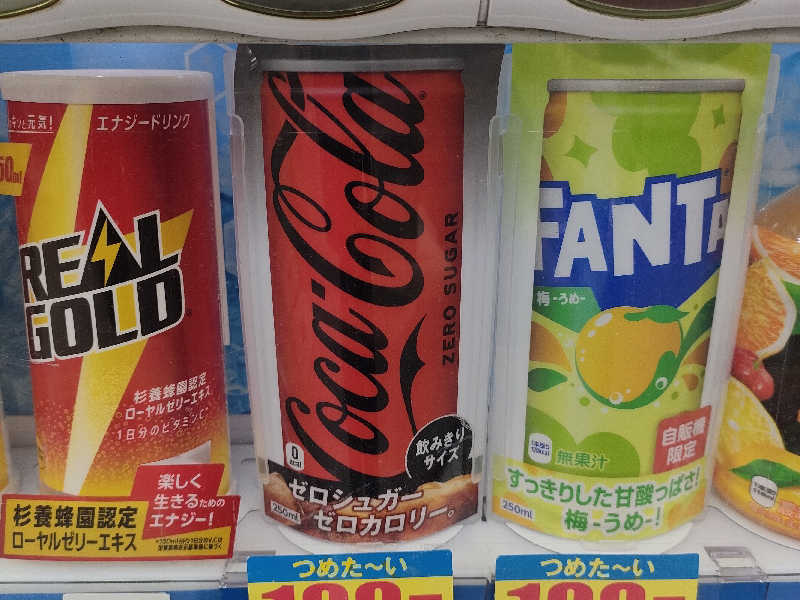 元気!
エナジードリンク
50ml
REAL
GOLD
杉養蜂園認定
ローヤルゼリーエキス
1日分のビタミンC
杉養蜂園認定
ローヤルゼリーエキス
楽しく
生きるための
エナジー!
Coca-Cola
ZERO SUGAR
0
kcal
飲みきり
サイズ
ゼロシュガー
ゼロカロリー。
250ml
つめた〜い
FANTA
梅-うめ-
無果汁
自販機
限定
すっきりした甘酸っぱさ!
梅-うめ-!
250ml
つめた〜い